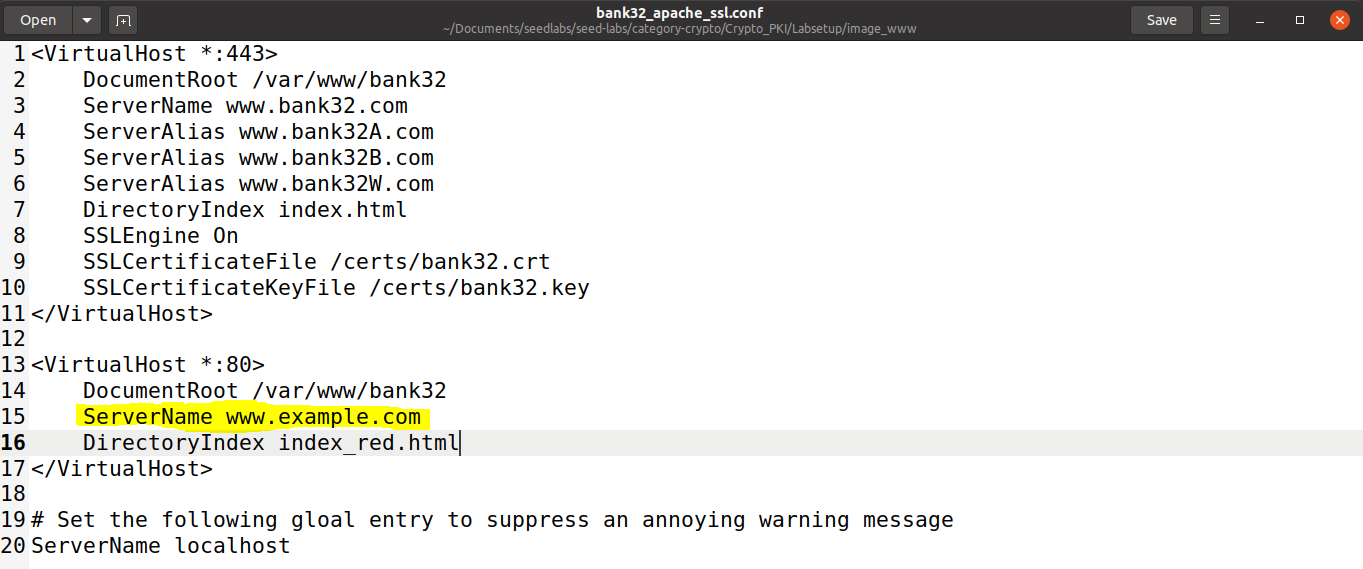 Open
bank32_apache_ssl.conf
~/Documents/seedlabs/seed-labs/category-crypto/Crypto_PKI/Labsetup/image_www
Save
1 <VirtualHost *:443>
2 DocumentRoot /var/www/bank32
3 ServerName www.bank32.com
4 ServerAlias www.bank32A.com
5 ServerAlias www.bank32B.com
6 ServerAlias www.bank32W.com
7 DirectoryIndex index.html
8 SSLEngine On
9 SSLCertificateFile /certs/bank32.crt
10 SSLCertificateKeyFile /certs/bank32.key
11 </VirtualHost>
12
13 <VirtualHost *:80>
14 DocumentRoot /var/www/bank32
15 ServerName www.example.com
16 DirectoryIndex index_red.html
17 </VirtualHost>
18
19 # Set the following gloal entry to suppress an annoying warning message
20 ServerName localhost